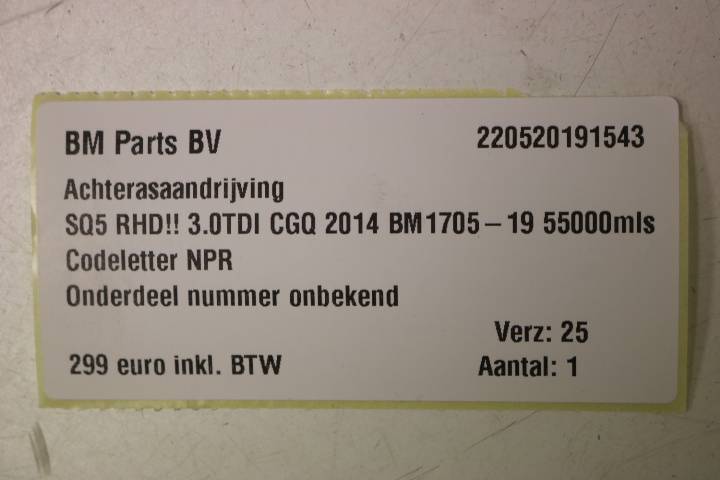 BM Parts BV 220520191543
Achterasaandrijving
SQ5 RHD!! 3.0TDI CGQ 2014 BM1705-19 55000mls
Codeletter NPR
Onderdeel nummer onbekend
Verz: 25
299 euro inkl. BTW Aantal: 1